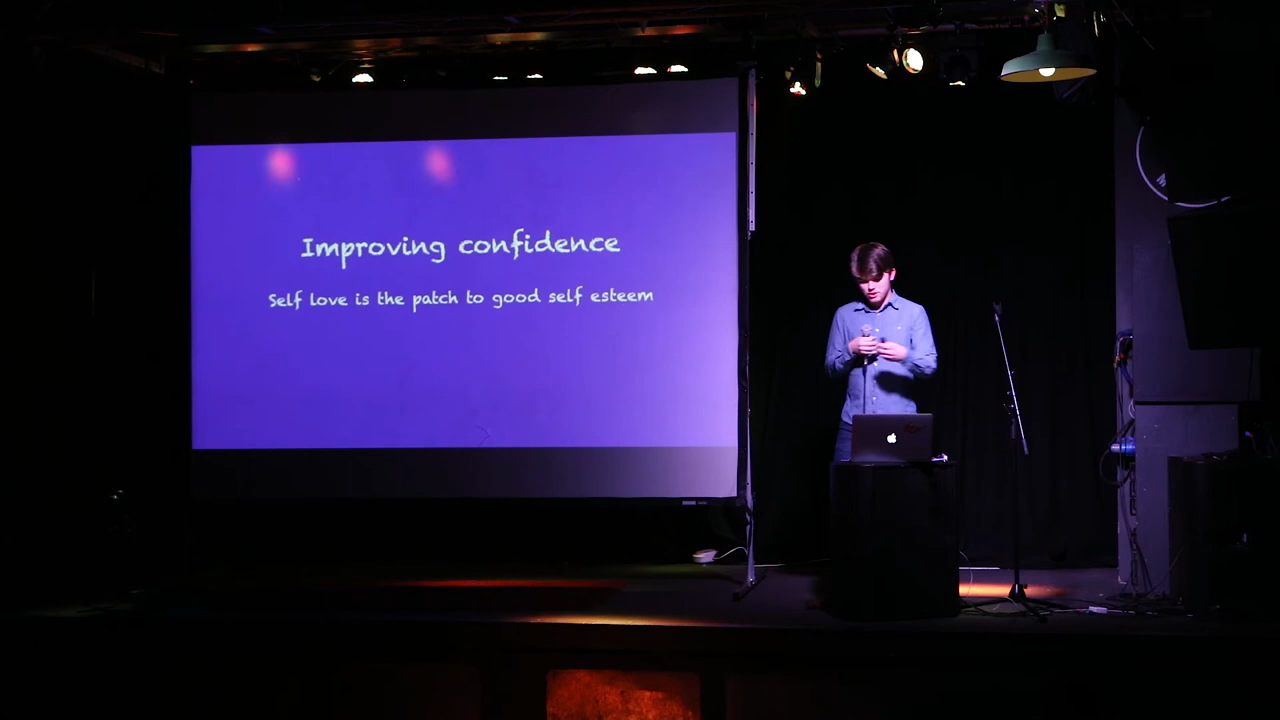 Improving confidence
Self love is the patch to good self esteem